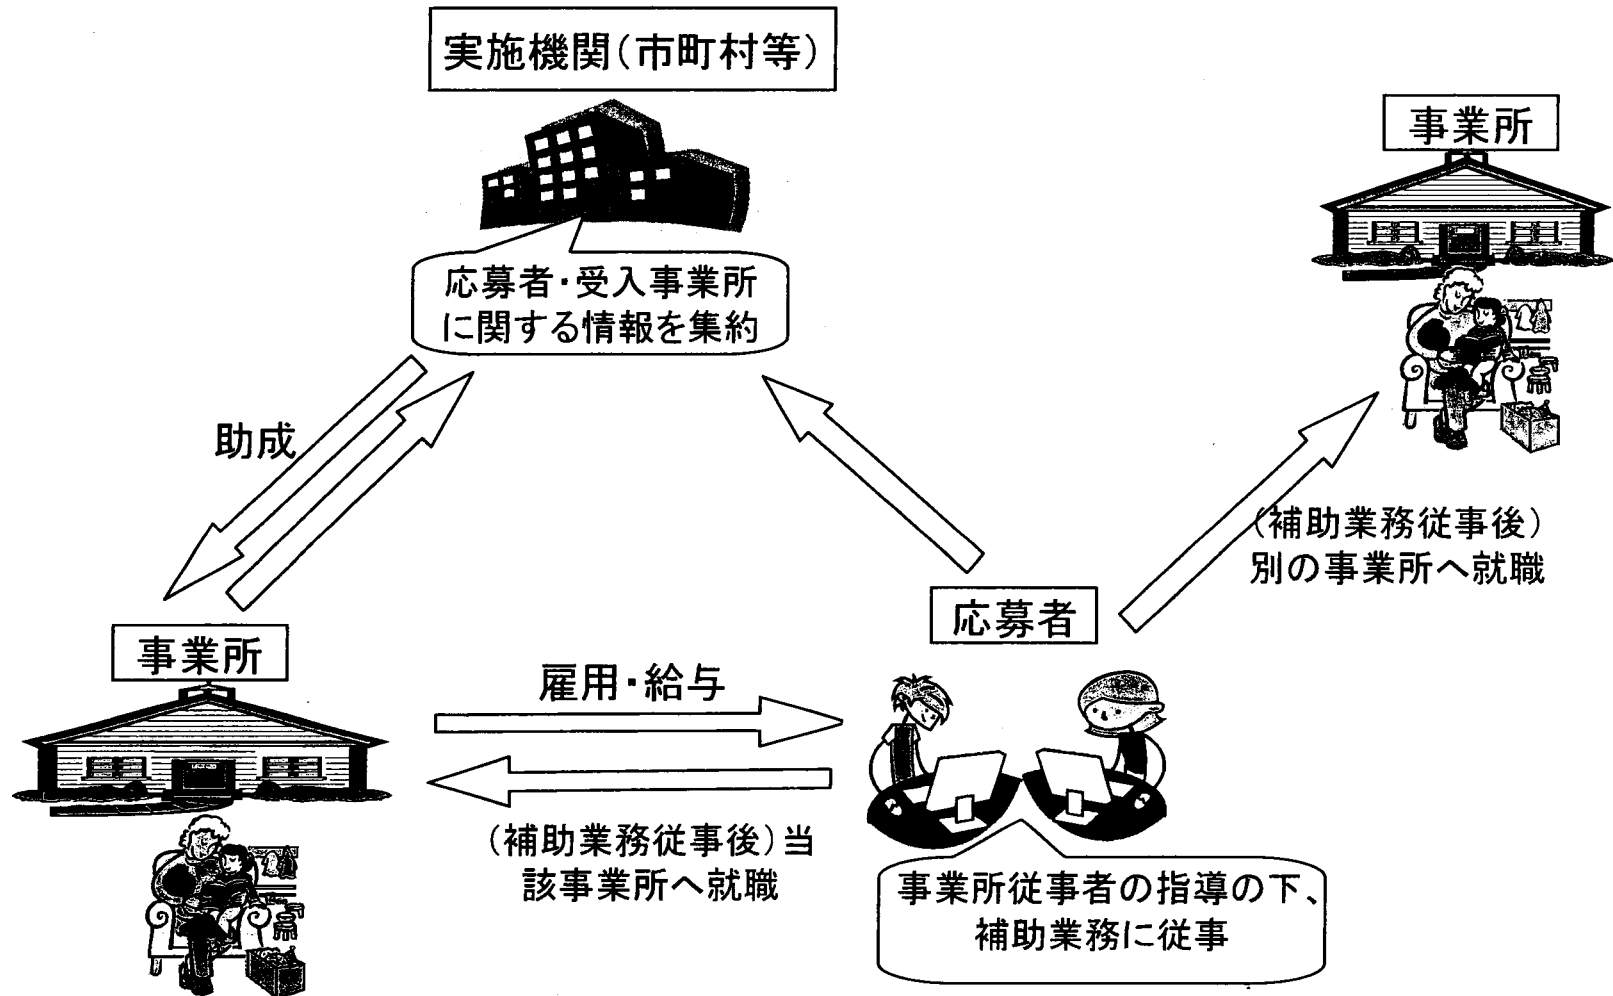 実施機関(市町村等)
事業所
応募者・受入事業所
に関する情報を集約
助成
(補助業務従事後)
別の事業所へ就職
応募者
事業所
雇用・給与
(補助業務従事後)当
該事業所へ就職
事業所従事者の指導の下、
補助業務に従事